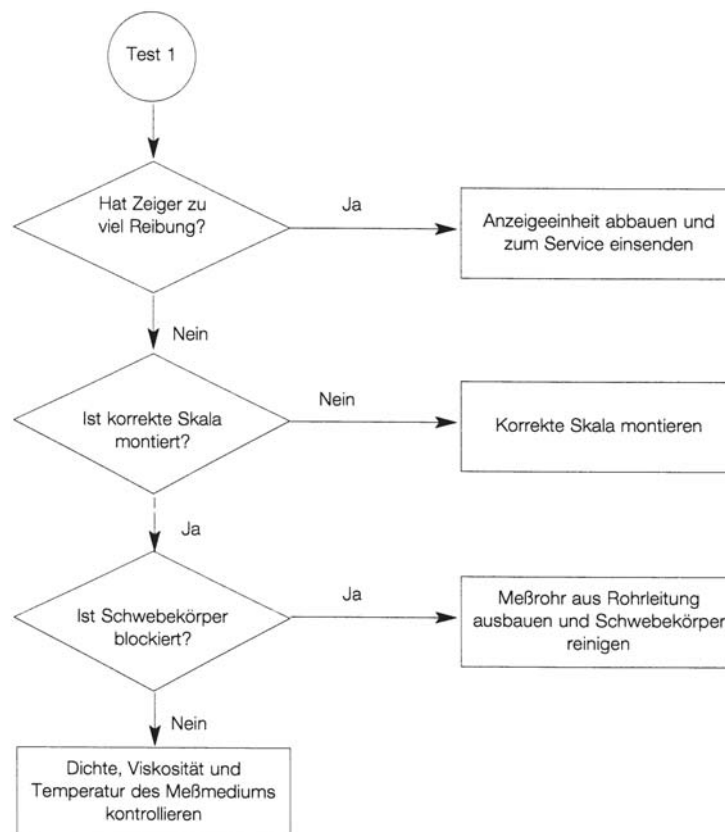 Test 1
Hat Zeiger zu
viel Reibung?
Ja
Anzeigeeinheit abbauen und
zum Service einsenden
Nein
Ist korrekte Skala
montiert?
Nein
Korrekte Skala montieren
Ja
Ist Schwebekörper
blockiert?
Ja
Meßrohr aus Rohrleitung
ausbauen und Schwebekörper
reinigen
Nein
Dichte, Viskosität und
Temperatur des Meßmediums
kontrollieren